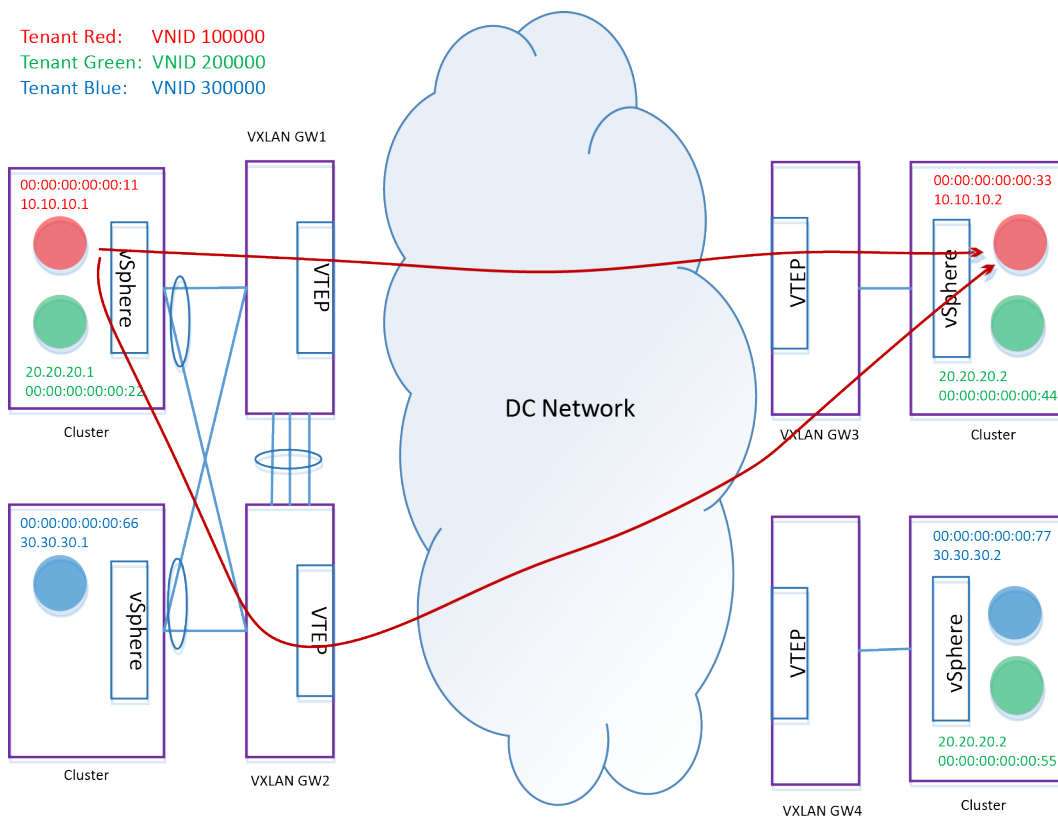 Tenant Red: VNID 100000
Tenant Green: VNID 200000
Tenant Blue: VNID 300000
VXLAN GW1
00:00:00:00:00:11
10.10.10.1
vSphere
20.20.20.1
00:00:00:00:00:22
Cluster
VTEP
DC Network
VTEP
VXLAN GW3
00:00:00:00:00:33
10.10.10.2
vSphere
20.20.20.2
00:00:00:00:00:44
Cluster
00:00:00:00:00:66
30.30.30.1
vSphere
Cluster
VTEP
VXLAN GW2
VTEP
VXLAN GW4
00:00:00:00:00:77
30.30.30.2
vSphere
20.20.20.2
00:00:00:00:00:55
Cluster